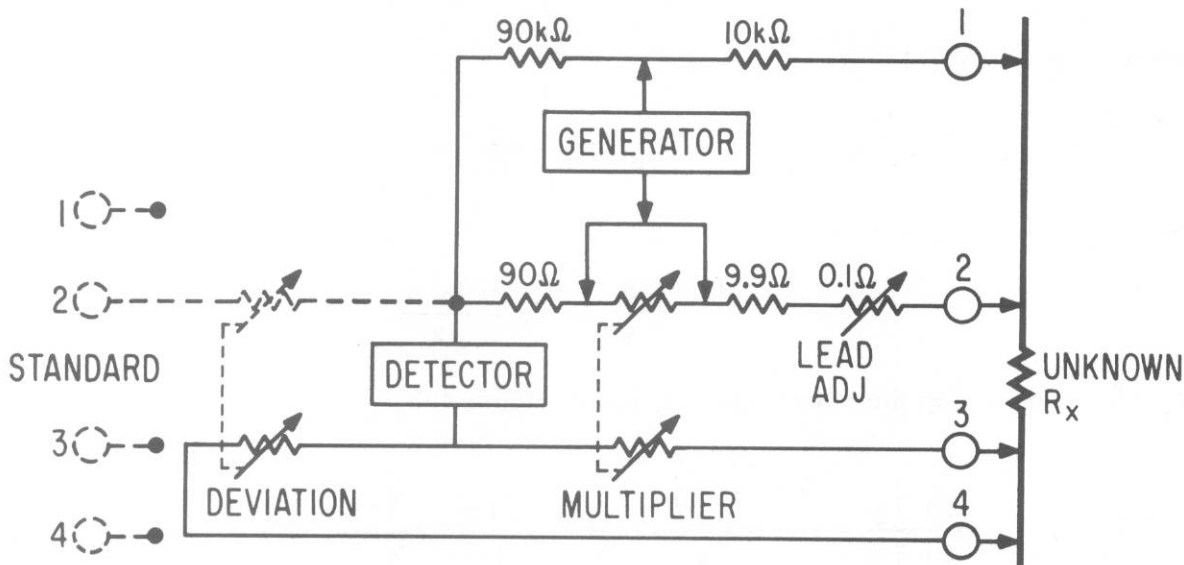 90kΩ 10kΩ 1
GENERATOR
1
90Ω 9.9Ω 0.1Ω 2
2
LEAD
ADJ
STANDARD
DETECTOR
UNKNOWN
Rx
3
3
DEVIATION
MULTIPLIER
4
4